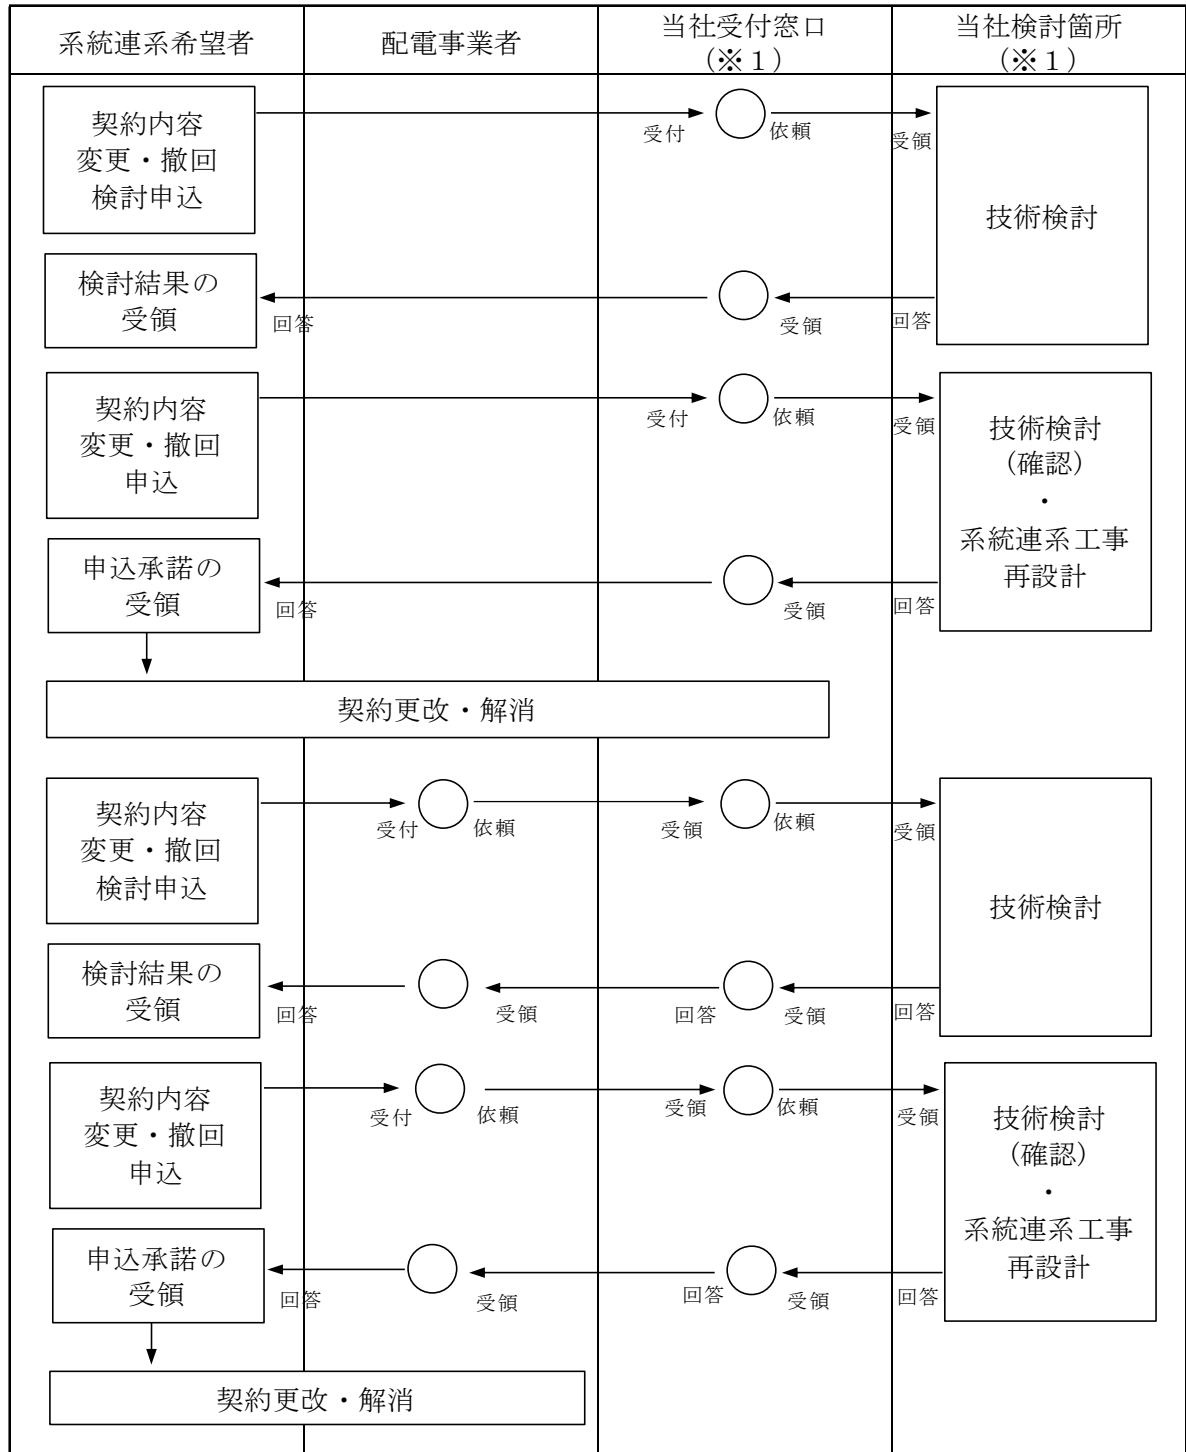 系統連系希望者
配電事業者
当社受付窓口
(※1)
当社検討箇所
(※1)
契約内容
変更・撤回
検討申込
受付
依頼
受領
技術検討
検討結果の
受領
回答
受領
回答
契約内容
変更・撤回
申込
受付
依頼
受領
技術検討
(確認)
・
系統連系工事
再設計
申込承諾の
受領
回答
受領
回答
契約更改・解消
契約内容
変更・撤回
検討申込
受付
依頼
受領
依頼
受領
技術検討
検討結果の
受領
回答
受領
回答
受領
回答
契約内容
変更・撤回
申込
受付
依頼
受領
依頼
受領
技術検討
(確認)
・
系統連系工事
再設計
申込承諾の
受領
回答
受領
回答
受領
回答
契約更改・解消